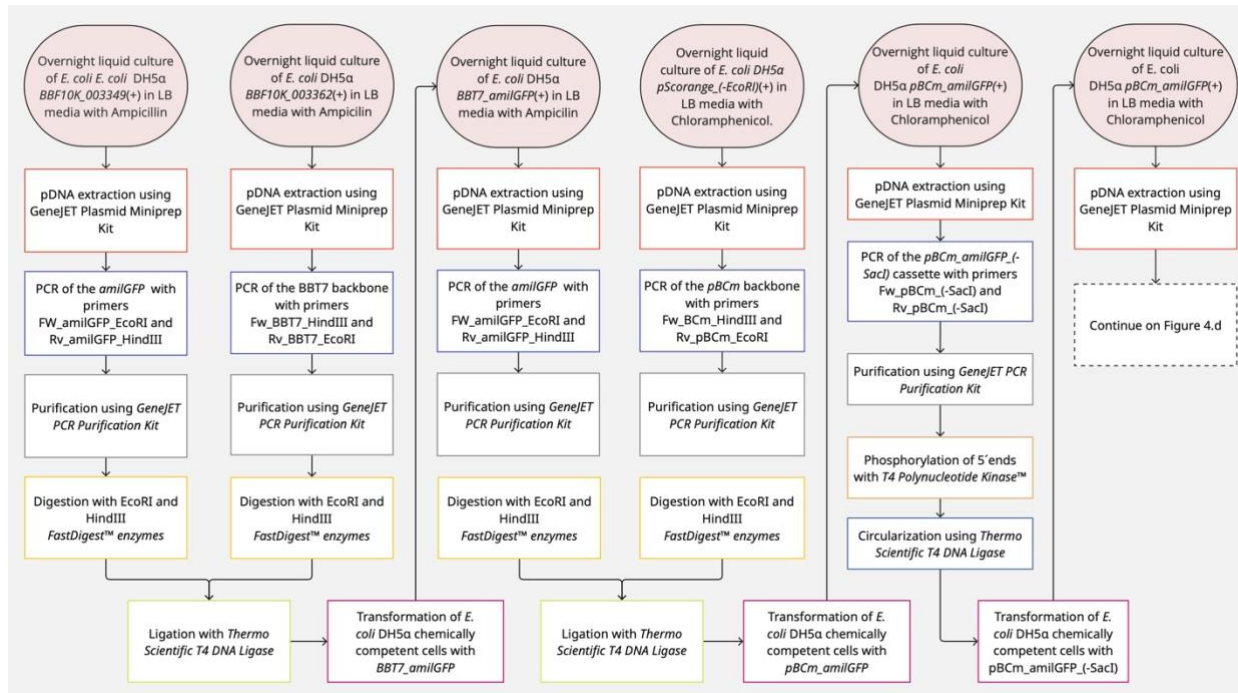 Overnight liquid culture
of E. coli E. coli DH5α
BBF10K_003349(+) in LB
media with Ampicillin
pDNA extraction using
GeneJET Plasmid Miniprep
Kit
PCR of the amilGFP with
primers
FW_amilGFP_EcoRI and
Rv_amilGFP_HindIII
Purification using GeneJET
PCR Purification Kit
Digestion with EcoRI and
HindIII
FastDigest™ enzymes
Overnight liquid culture
of E. coli DH5α
BBF10K_003362(+) in LB
media with Ampicilin
pDNA extraction using
GeneJET Plasmid Miniprep
Kit
PCR of the BBT7 backbone
with primers
Fw_BBT7_HindIII and
Rv_BBT7_EcoRI
Purification using GeneJET
PCR Purification Kit
Digestion with EcoRI and
HindIII
FastDigest™ enzymes
Ligation with Thermo
Scientific T4 DNA Ligase
Transformation of E.
coli DH5α chemically
competent cells with
BBT7_amilGFP
Overnight liquid culture
of E. coli DH5α
BBT7_amilGFP(+) in LB
media with Ampicilin
pDNA extraction using
GeneJET Plasmid Miniprep
Kit
PCR of the amilGFP with
primers
FW_amilGFP_EcoRI and
Rv_amilGFP_HindIII
Purification using GeneJET
PCR Purification Kit
Digestion with EcoRI and
HindIII
FastDigest™ enzymes
Overnight liquid
culture of E. coli DH5α
pScorange_(-EcoRI)(+) in
LB media with
Chloramphenicol.
pDNA extraction using
GeneJET Plasmid Miniprep
Kit
PCR of the pBCm backbone
with primers
Fw_BCm_HindIII and
Rv_pBCm_EcoRI
Purification using GeneJET
PCR Purification Kit
Digestion with EcoRI and
HindIII
FastDigest™ enzymes
Ligation with Thermo
Scientific T4 DNA Ligase
Transformation of E.
coli DH5α chemically
competent cells with
pBCm_amilGFP
Overnight liquid culture
of E. coli
DH5α pBCm_amilGFP(+)
in LB media with
Chloramphenicol
pDNA extraction using
GeneJET Plasmid Miniprep Kit
PCR of the pBCm_amilGFP_(-
SacI) cassette with primers
Fw_pBCm_(-SacI) and
Rv_pBCm_(-SacI)
Purification using GeneJET PCR
Purification Kit
Phosphorylation of 5´ends
with T4 Polynucleotide Kinase™
Circularization using Thermo
Scientific T4 DNA Ligase
Transformation of E.
coli DH5α chemically
competent cells with
pBCm_amilGFP_(-SacI)
Overnight liquid
culture of E. coli
DH5α pBCm_amilGFP(+)
in LB media with
Chloramphenicol
pDNA extraction using
GeneJET Plasmid Miniprep
Kit
Continue on Figure 4.d